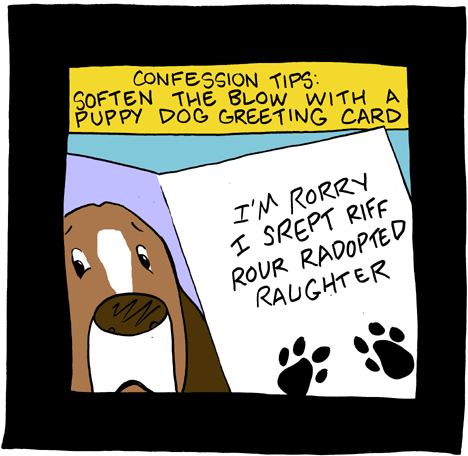 CONFESSION TIPS:
SOFTEN THE BLOW WITH A
PUPPY DOG GREETING CARD
I'M RORRY
I SREPT RIFF
ROUR RADOPTED
RAUGHTER